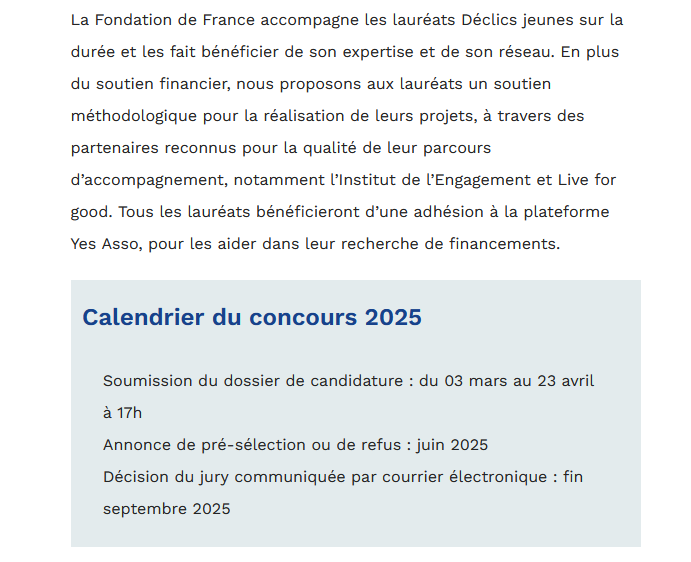 La Fondation de France accompagne les lauréats Déclics jeunes sur la
durée et les fait bénéficier de son expertise et de son réseau. En plus
du soutien financier, nous proposons aux lauréats un soutien
méthodologique pour la réalisation de leurs projets, à travers des
partenaires reconnus pour la qualité de leur parcours
d’accompagnement, notamment l’Institut de l’Engagement et Live for
good. Tous les lauréats bénéficieront d’une adhésion à la plateforme
Yes Asso, pour les aider dans leur recherche de financements.
Calendrier du concours 2025
Soumission du dossier de candidature : du 03 mars au 23 avril
à 17h
Annonce de pré-sélection ou de refus : juin 2025
Décision du jury communiquée par courrier électronique : fin
septembre 2025